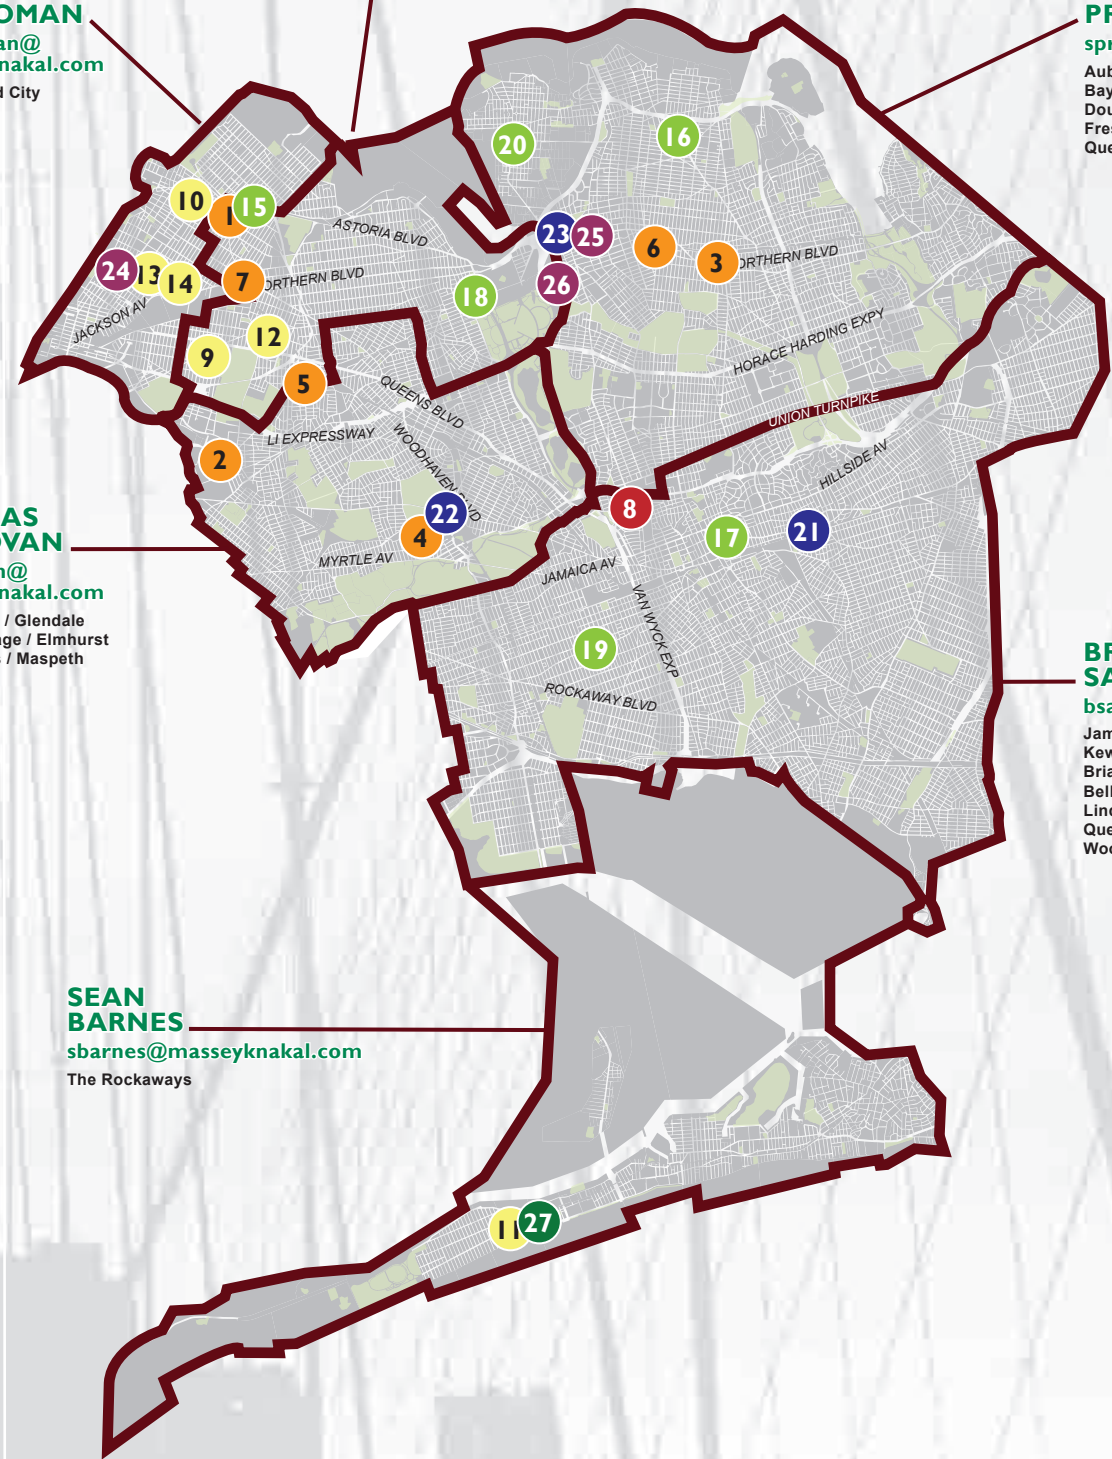 OMAN
an@
knakal.com
d City
PR
spr
Aub
Bay
Dou
Fres
Que
20
16
10
1
15
ASTORIA BLVD
23
25
6
3
ORTHERN BLVD
24
13
14
7
ORTHERN BLVD
18
26
JACKSON AV
12
9
5
HORACE HARDING EXPY
QUEENS BLVD
UNION TURNPIKE
LI EXPRESSWAY
WOODHAVEN
HILLSIDE AV
2
22
4
8
17
21
AS
OVAN
n@
nakal.com
/ Glendale
ge / Elmhurst
s / Maspeth
MYRTLE AV
JAMAICA AV
VAN WYCK EXP
19
ROCKAWAY BLVD
BR
SA
bsa
Jam
Kew
Bria
Bell
Lind
Que
Woo
SEAN
BARNES
sbarnes@masseyknakal.com
The Rockaways
11
27